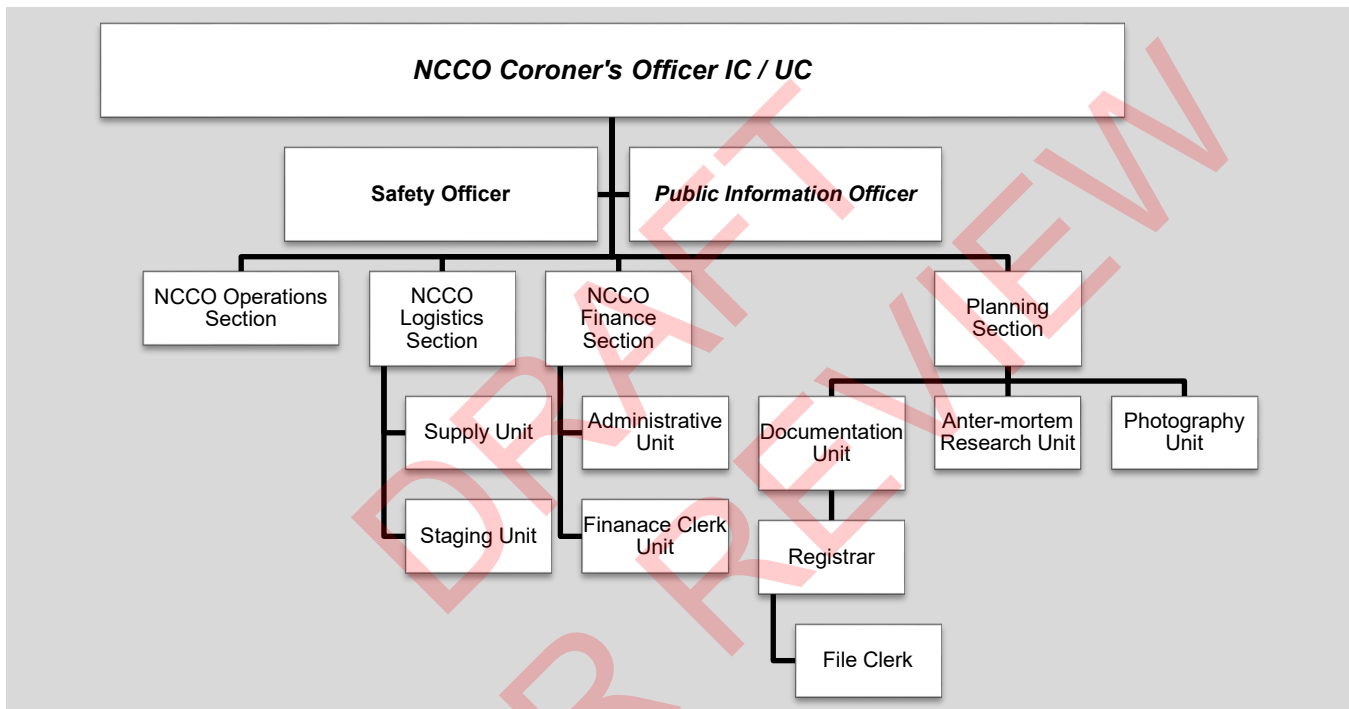 NCCO Coroner's Officer IC / UC
Safety Officer
Public Information Officer
NCCO Operations
Section
NCCO
Logistics
Section
NCCO
Finance
Section
Planning
Section
Supply Unit
Administrative
Unit
Documentation
Unit
Anter-mortem
Research Unit
Photography
Unit
Staging Unit
Finanace Clerk
Unit
Registrar
File Clerk
DRAFT
R REVIEW